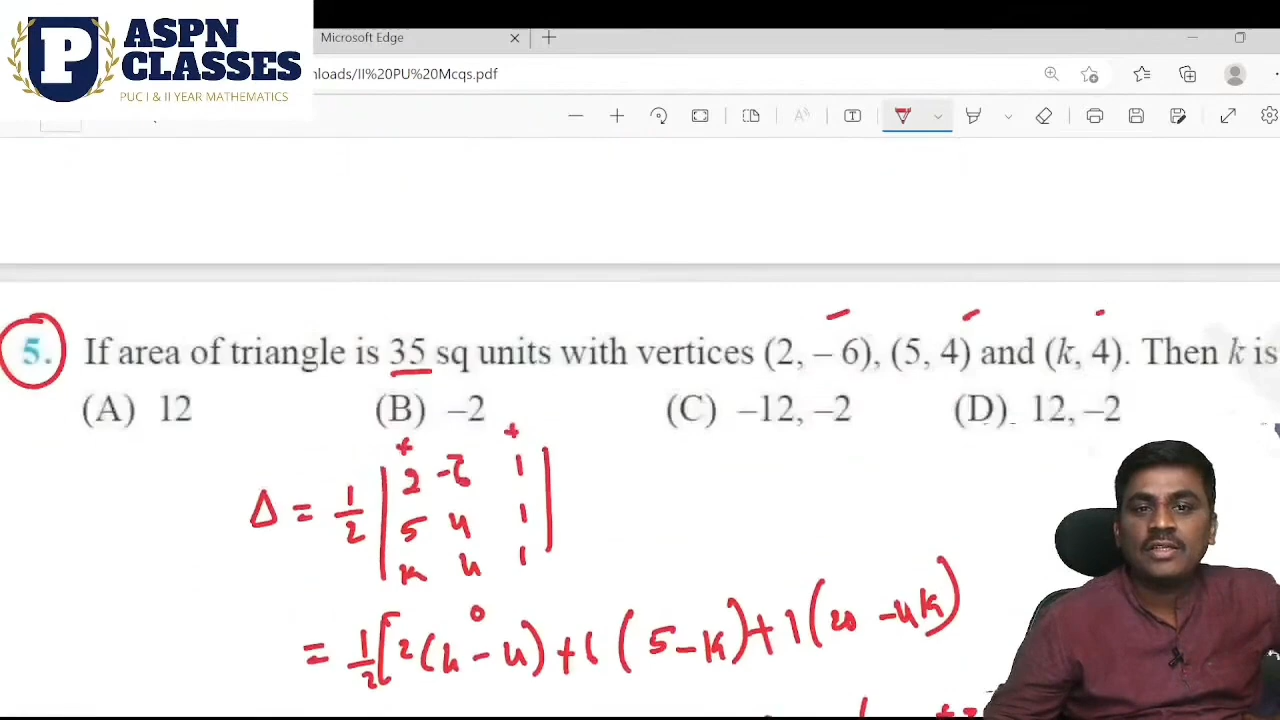 P ASPN
CLASSES
PUC I & II YEAR MATHEMATICS
Microsoft Edge
nloads/II%20PU%20Mcqs.pdf
5. If area of triangle is 35 sq units with vertices (2, – 6), (5, 4) and (k, 4). Then k is
(A) 12 (B) –2 (C) –12, –2 (D) 12, –2
+ +
Δ = 1/2 | 2 -6 1
5 4 1
k 4 1 |
0
= 1/2 [ 2(4 - 4) + 6 (5 - k) + 1 (20 - 4k)